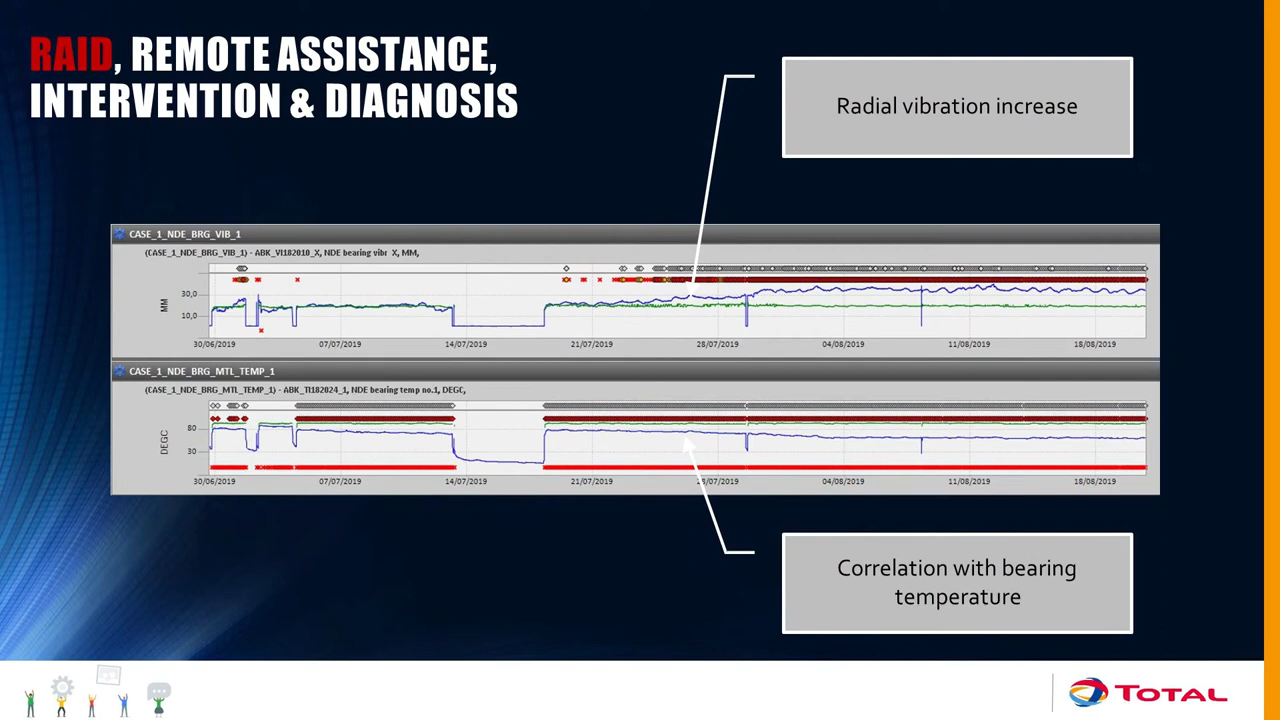 RAID, REMOTE ASSISTANCE,
INTERVENTION & DIAGNOSIS
Radial vibration increase
CASE_1_NDE_BRG_VIB_1
(CASE_1_NDE_BRG_VIB_1) - ABK_VI182010_X, NDE bearing vibr X, MM,
MM
30,0
10,0
30/06/2019 07/07/2019 14/07/2019 21/07/2019 28/07/2019 04/08/2019 11/08/2019 18/08/2019
CASE_1_NDE_BRG_MTL_TEMP_1
(CASE_1_NDE_BRG_MTL_TEMP_1) - ABK_TI182024_1, NDE bearing temp no.1, DEGC,
DEGC
80
30
30/06/2019 07/07/2019 14/07/2019 21/07/2019 28/07/2019 04/08/2019 11/08/2019 18/08/2019
Correlation with bearing
temperature
TOTAL